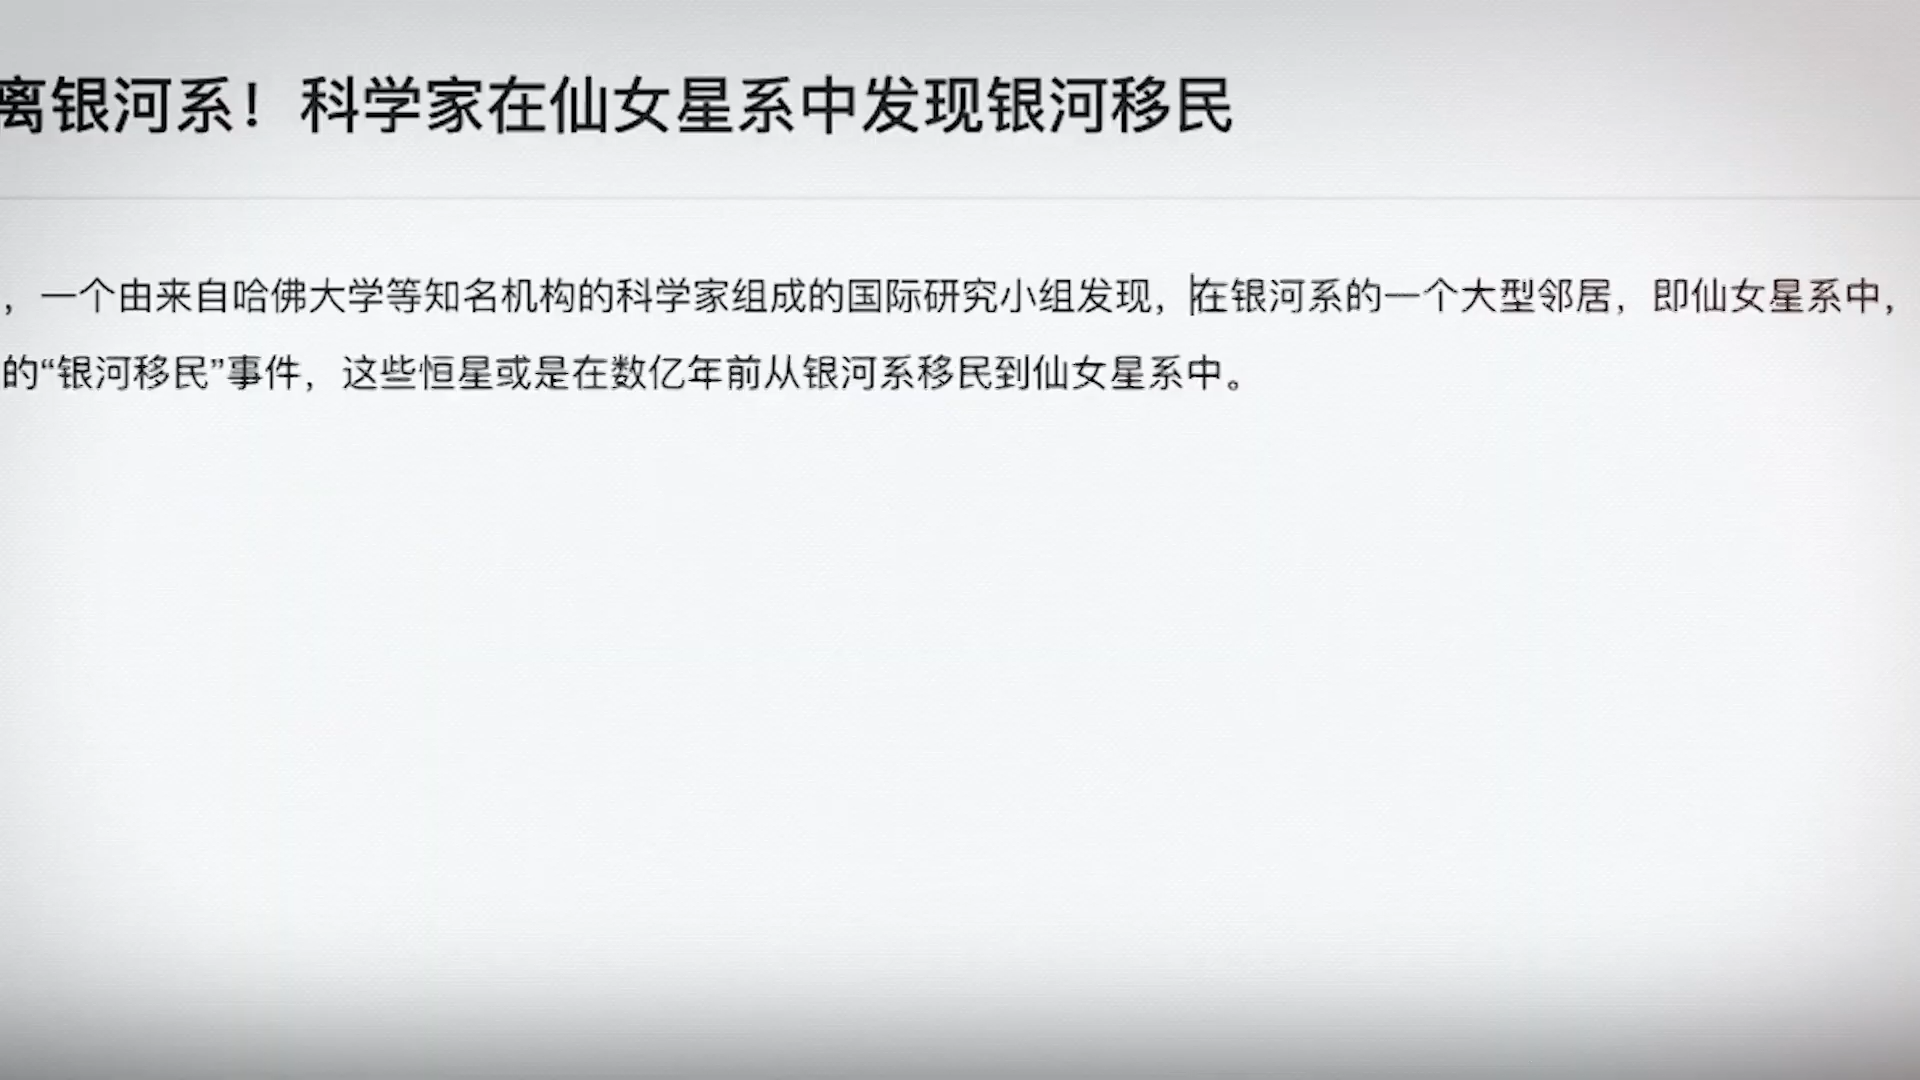 离银河系！科学家在仙女星系中发现银河移民
，一个由来自哈佛大学等知名机构的科学家组成的国际研究小组发现，在银河系的一个大型邻居，即仙女星系中，
的“银河移民”事件，这些恒星或是在数亿年前从银河系移民到仙女星系中。